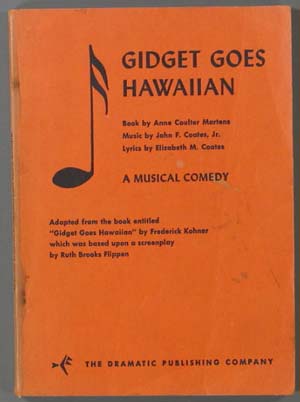 GIDGET GOES
HAWAIIAN
Book by Anne Coulter Martens
Music by John F. Coates, Jr.
Lyrics by Elizabeth M. Coates
A MUSICAL COMEDY
Adapted from the book entitled
"Gidget Goes Hawaiian" by Frederick Kohner
which was based upon a screenplay
by Ruth Brooks Flippen
THE DRAMATIC PUBLISHING COMPANY